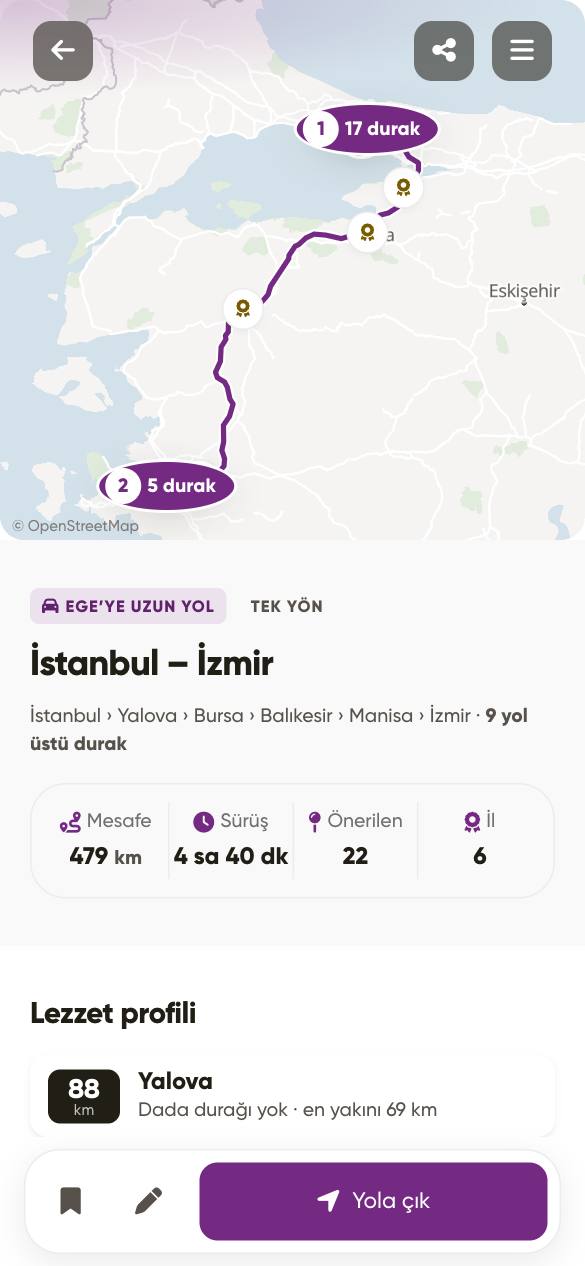 1 17 durak
a
Eskişehir
2 5 durak
© OpenStreetMap
EGE'YE UZUN YOL TEK YÖN
İstanbul – İzmir
İstanbul › Yalova › Bursa › Balıkesir › Manisa › İzmir · 9 yol
üstü durak
Mesafe Sürüş Önerilen İl
479 km 4 sa 40 dk 22 6
Lezzet profili
88 Yalova
km Dada durağı yok · en yakını 69 km
Yola çık